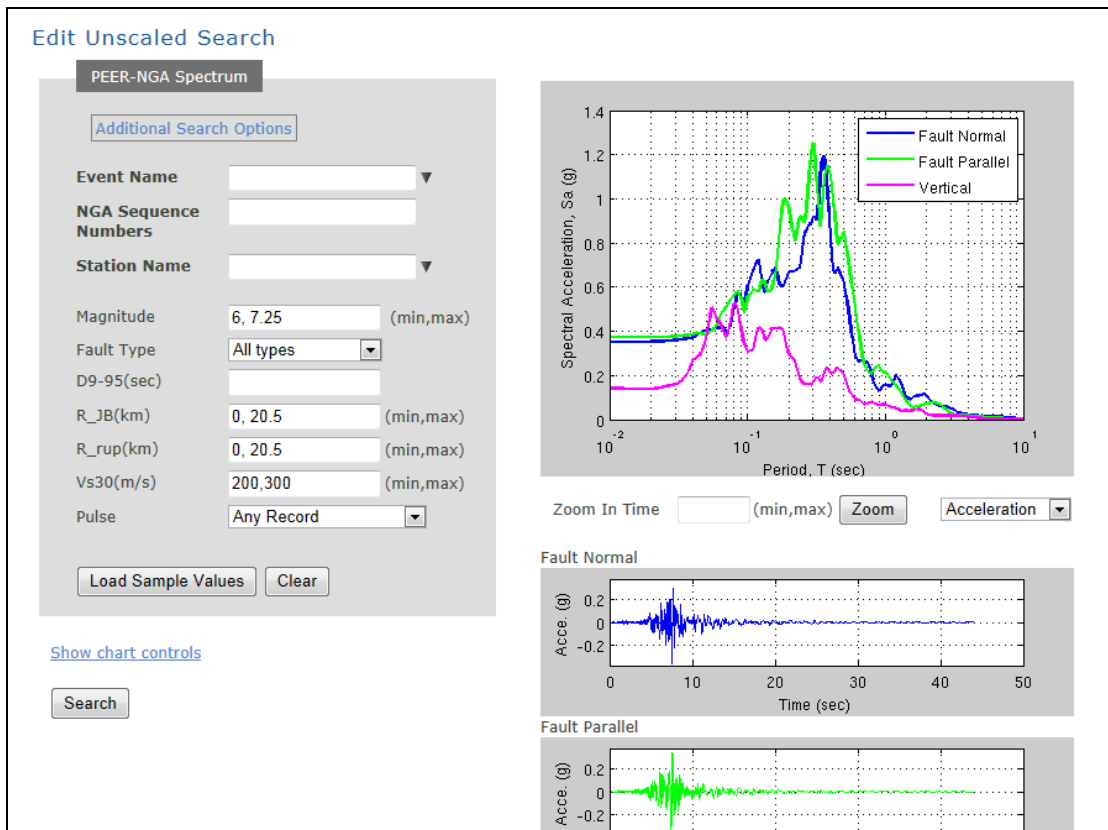 Edit Unscaled Search
PEER-NGA Spectrum
Additional Search Options
Event Name ▼
NGA Sequence
Numbers
Station Name ▼
Magnitude 6, 7.25 (min,max)
Fault Type All types
D9-95(sec)
R_JB(km) 0, 20.5 (min,max)
R_rup(km) 0, 20.5 (min,max)
Vs30(m/s) 200,300 (min,max)
Pulse Any Record
Load Sample Values Clear
Show chart controls
Search
Spectral Acceleration, Sa (g)
1.4
1.2
1
0.8
0.6
0.4
0.2
0
Fault Normal
Fault Parallel
Vertical
10^-2 10^-1 10^0 10^1
Period, T (sec)
Zoom In Time (min,max) Zoom Acceleration
Fault Normal
Acce. (g)
0.2
0
-0.2
0 10 20 30 40 50
Time (sec)
Fault Parallel
Acce. (g)
0.2
0
-0.2